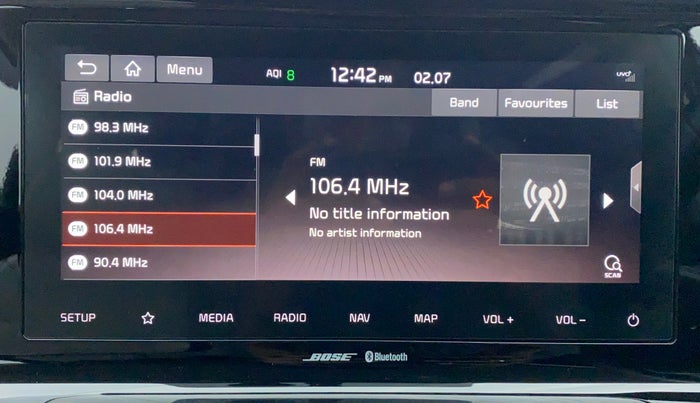 Menu AQI 8 12:42 PM 02.07 UVO
Radio Band Favourites List
FM 98.3 MHz
FM 101.9 MHz
FM 104.0 MHz
FM 106.4 MHz
FM 90.4 MHz
FM
106.4 MHz
No title information
No artist information
SCAN
SETUP MEDIA RADIO NAV MAP VOL + VOL –
BOSE Bluetooth